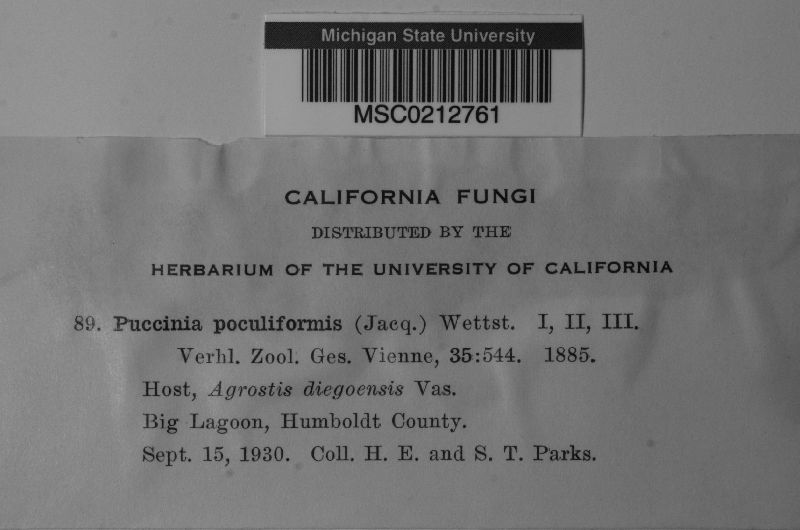 Michigan State University
MSC0212761
CALIFORNIA FUNGI
DISTRIBUTED BY THE
HERBARIUM OF THE UNIVERSITY OF CALIFORNIA
89. Puccinia poculiformis (Jacq.) Wettst. I, II, III.
Verhl. Zool. Ges. Vienne, 35:544. 1885.
Host, Agrostis diegoensis Vas.
Big Lagoon, Humboldt County.
Sept. 15, 1930. Coll. H. E. and S. T. Parks.